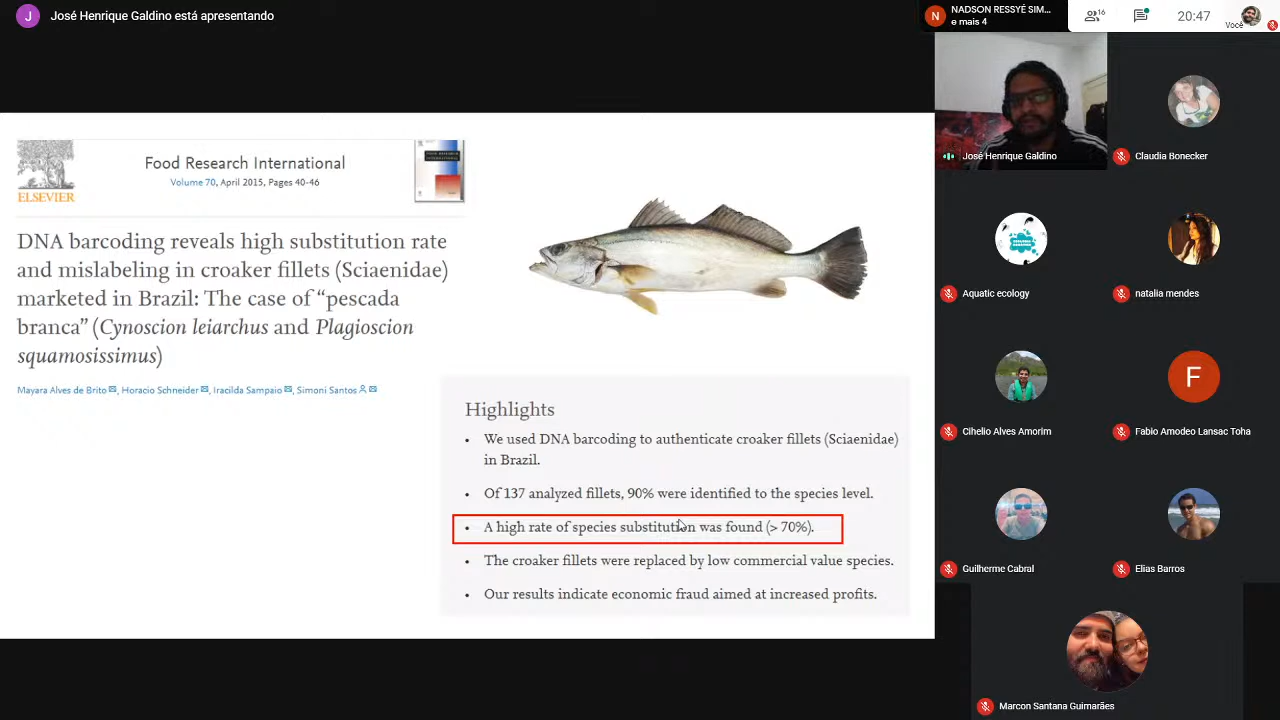 J José Henrique Galdino está apresentando
N NADSON RESSYÉ SIM...
e mais 4
16
20:47
Você
ELSEVIER
Food Research International
Volume 70, April 2015, Pages 40-46
DNA barcoding reveals high substitution rate
and mislabeling in croaker fillets (Sciaenidae)
marketed in Brazil: The case of “pescada
branca” (Cynoscion leiarchus and Plagioscion
squamosissimus)
Mayara Alves de Brito, Horacio Schneider, Iracilda Sampaio, Simoni Santos
Highlights
• We used DNA barcoding to authenticate croaker fillets (Sciaenidae)
in Brazil.
• Of 137 analyzed fillets, 90% were identified to the species level.
• A high rate of species substitution was found (> 70%).
• The croaker fillets were replaced by low commercial value species.
• Our results indicate economic fraud aimed at increased profits.
José Henrique Galdino
Claudia Bonecker
Aquatic ecology
natalia mendes
F
Cihelio Alves Amorim
Fabio Amodeo Lansac Toha
Guilherme Cabral
Elias Barros
Marcon Santana Guimarães